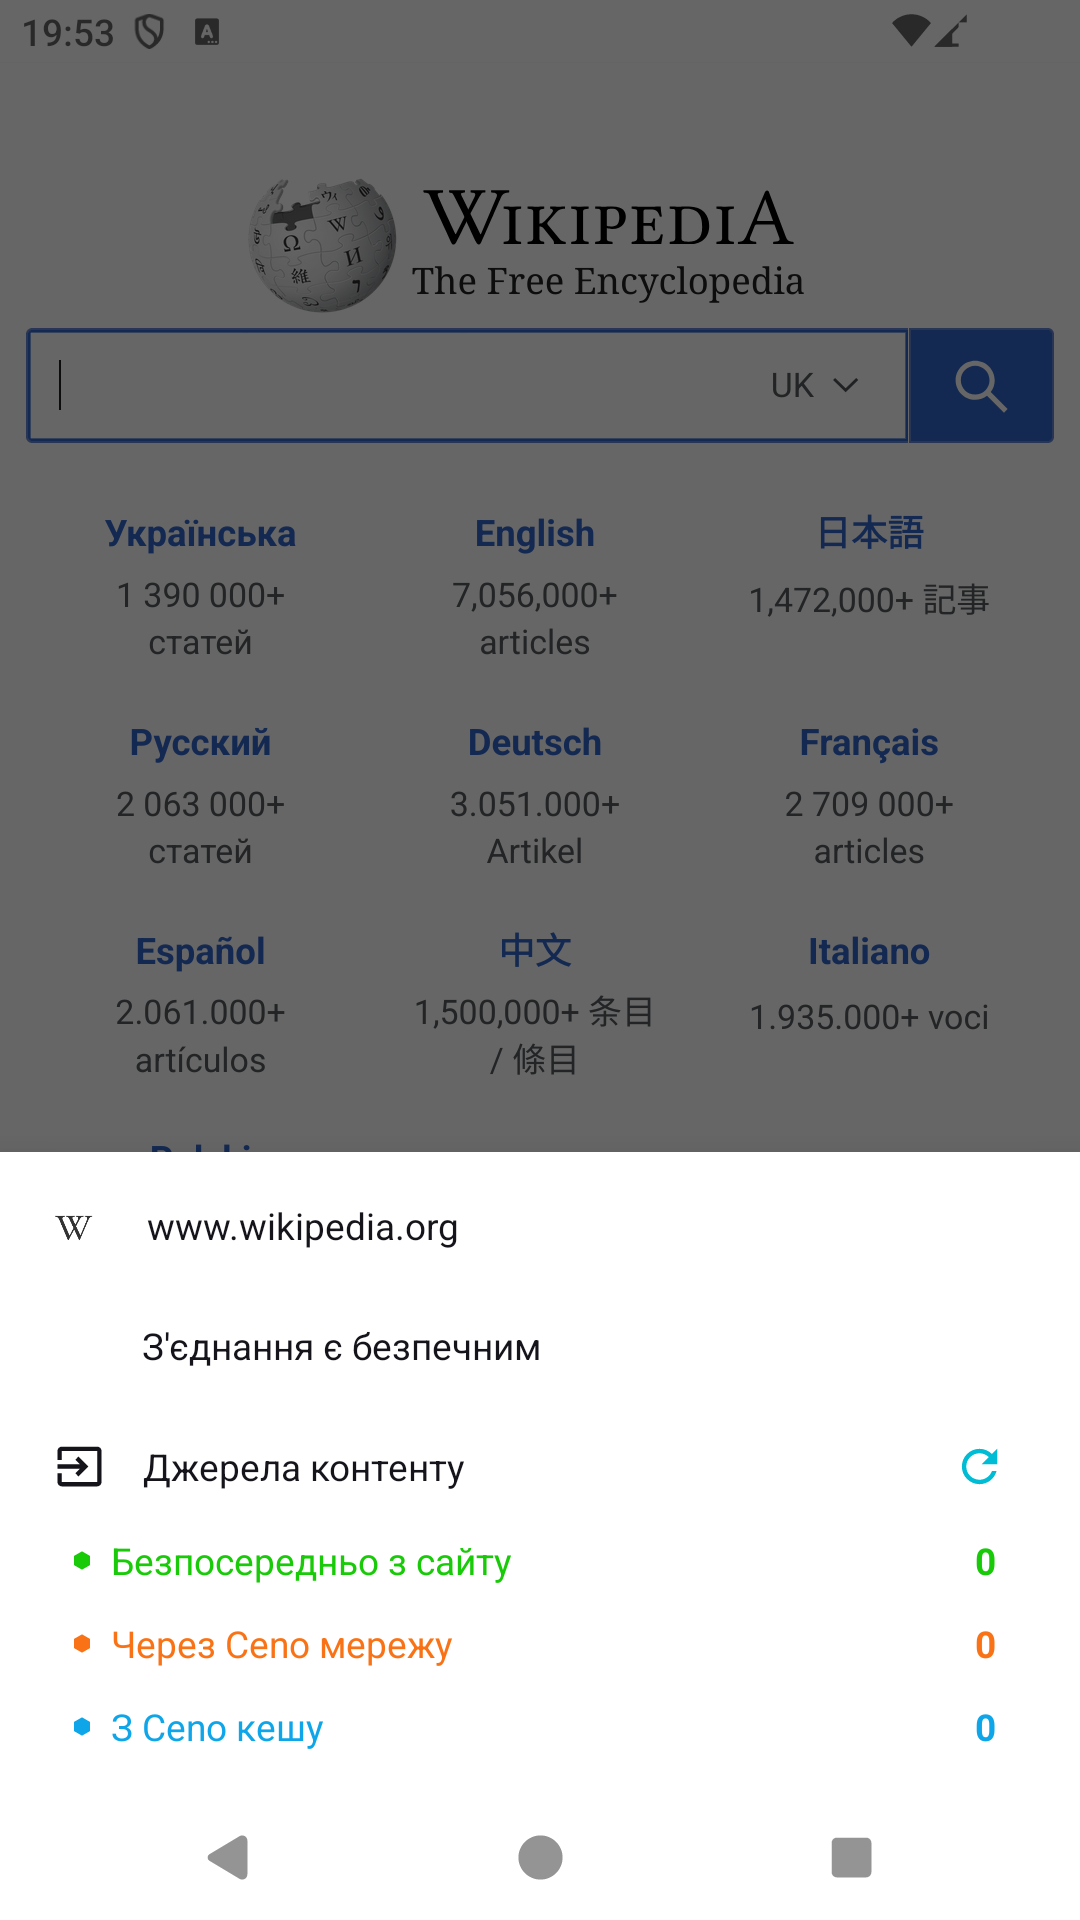 19:53
WIKIPEDIA
The Free Encyclopedia
UK
Українська English 日本語
1 390 000+ 7,056,000+ 1,472,000+ 記事
статей articles
Русский Deutsch Français
2 063 000+ 3.051.000+ 2 709 000+
статей Artikel articles
Español 中文 Italiano
2.061.000+ 1,500,000+ 条目 1.935.000+ voci
artículos / 條目
www.wikipedia.org
З'єднання є безпечним
Джерела контенту
Безпосередньо з сайту 0
Через Ceno мережу 0
З Ceno кешу 0